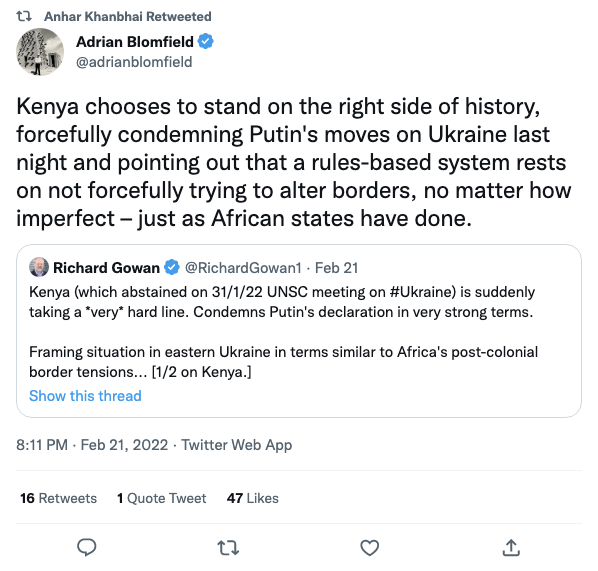 Anhar Khanbhai Retweeted
Adrian Blomfield
@adrianblomfield
Kenya chooses to stand on the right side of history,
forcefully condemning Putin's moves on Ukraine last
night and pointing out that a rules-based system rests
on not forcefully trying to alter borders, no matter how
imperfect – just as African states have done.
Richard Gowan @RichardGowan1 · Feb 21
Kenya (which abstained on 31/1/22 UNSC meeting on #Ukraine) is suddenly
taking a *very* hard line. Condemns Putin's declaration in very strong terms.
Framing situation in eastern Ukraine in terms similar to Africa's post-colonial
border tensions... [1/2 on Kenya.]
Show this thread
8:11 PM · Feb 21, 2022 · Twitter Web App
16 Retweets 1 Quote Tweet 47 Likes